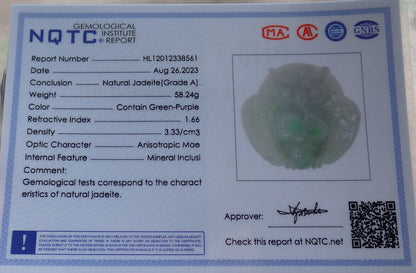 NQTC®
GEMOLOGICAL
INSTITUTE
REPORT
MA
GNRS
Report Number HL12012338561
Date Aug 26,2023
Conclusion Natural Jadeite(Grade A)
Weight 58.24g
Color Contain Green-Purple
Refractive Index 1.66
Density 3.33/cm3
Optic Character Anisotropic Mae
Internal Feature Mineral Inclusi
Comment:
Gemological tests correspond to the charact
eristics of natural jadeite.
Approver:
Check this report at NQTC.net